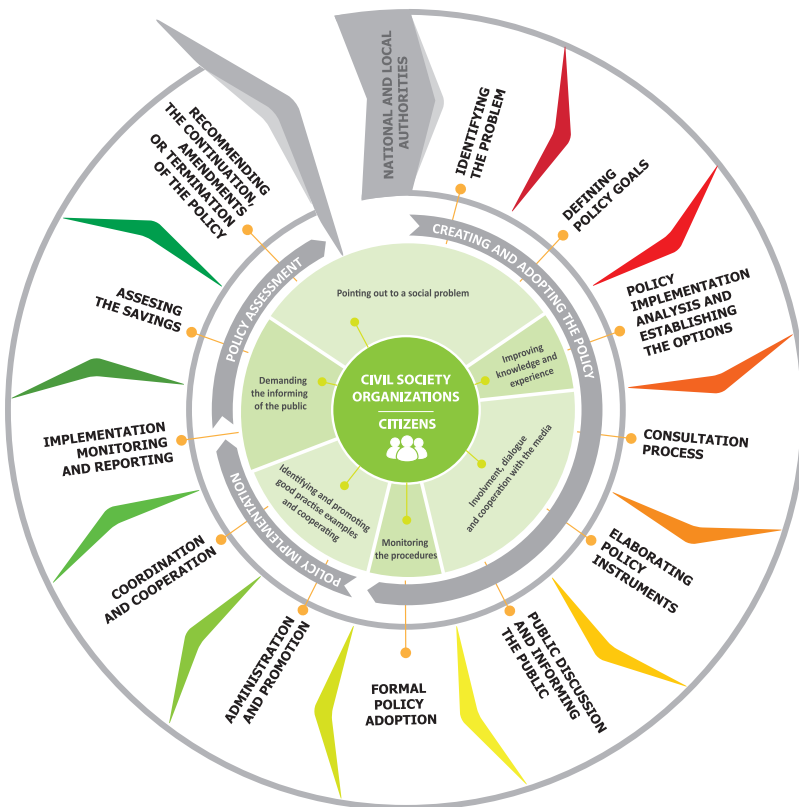 NATIONAL AND LOCAL
AUTHORITIES
IDENTIFYING
THE PROBLEM
DEFINING
POLICY GOALS
POLICY
IMPLEMENTATION
ANALYSIS AND
ESTABLISHING
THE OPTIONS
CONSULTATION
PROCESS
ELABORATING
POLICY
INSTRUMENTS
PUBLIC DISCUSSION
AND INFORMING
THE PUBLIC
FORMAL
POLICY
ADOPTION
ADMINISTRATION
AND PROMOTION
COORDINATION
AND COOPERATION
IMPLEMENTATION
MONITORING
AND REPORTING
ASSESING
THE SAVINGS
RECOMMENDING
THE CONTINUATION,
AMENDMENTS
OR TERMINATION
OF THE POLICY
CREATING AND ADOPTING THE POLICY
POLICY IMPLEMENTATION
POLICY ASSESSMENT
Pointing out to a social problem
Improving
knowledge and
experience
Involvment, dialogue
and cooperation with the media
Monitoring
the procedures
Identifying and promoting
good practise examples
and cooperating
Demanding
the informing
of the public
CIVIL SOCIETY
ORGANIZATIONS
CITIZENS